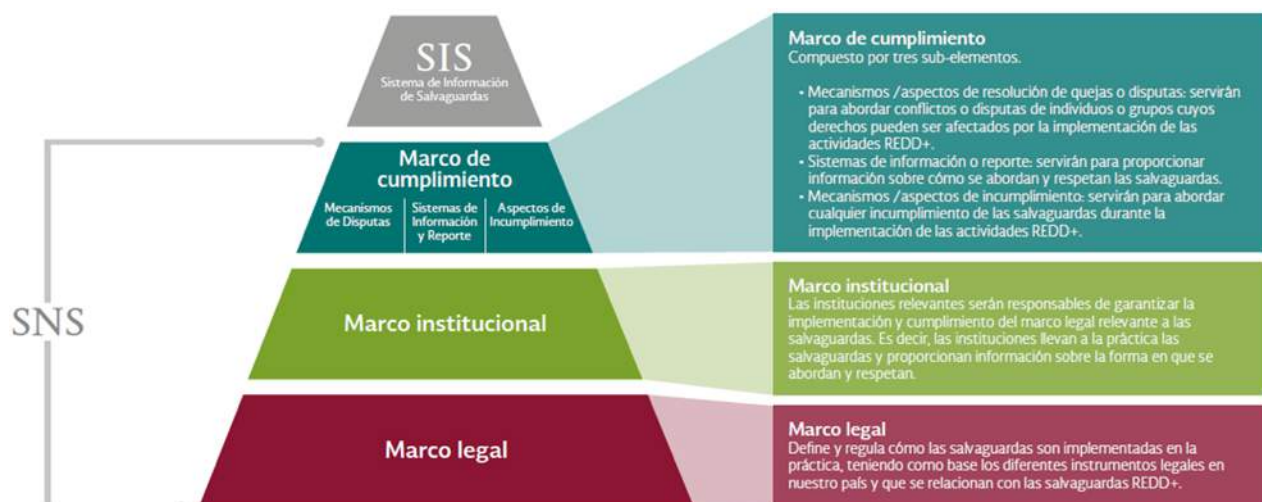 SIS
Sistema de Información
de Salvaguardas
Marco de
cumplimiento
Mecanismos
de Disputas
Sistemas de
Información
y Reporte
Aspectos de
Incumplimiento
SNS
Marco institucional
Marco legal
Marco de cumplimiento
Compuesto por tres sub-elementos.
• Mecanismos /aspectos de resolución de quejas o disputas: servirán
para abordar conflictos o disputas de individuos o grupos cuyos
derechos pueden ser afectados por la implementación de las
actividades REDD+.
• Sistemas de información o reporte: servirán para proporcionar
información sobre cómo se abordan y respetan las salvaguardas.
• Mecanismos /aspectos de incumplimiento: servirán para abordar
cualquier incumplimiento de las salvaguardas durante la
implementación de las actividades REDD+.
Marco institucional
Las instituciones relevantes serán responsables de garantizar la
implementación y cumplimiento del marco legal relevante a las
salvaguardas. Es decir, las instituciones llevan a la práctica las
salvaguardas y proporcionan información sobre la forma en que se
abordan y respetan.
Marco legal
Define y regula cómo las salvaguardas son implementadas en la
práctica, teniendo como base los diferentes instrumentos legales en
nuestro país y que se relacionan con las salvaguardas REDD+.